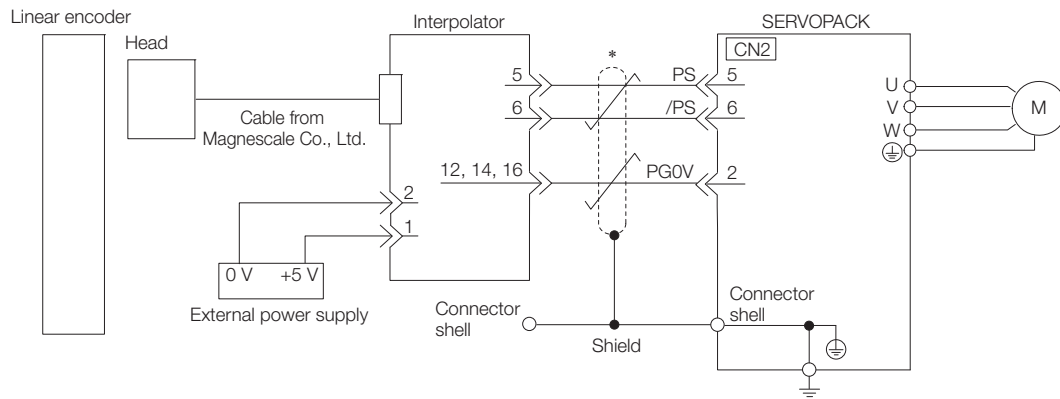 Linear encoder
Head
Interpolator
SERVOPACK
*
CN2
5
PS
5
6
/PS
6
Cable from
Magnescale Co., Ltd.
U
V
W
M
12, 14, 16
PG0V
2
2
1
0 V
+5 V
External power supply
Connector
shell
Shield
Connector
shell